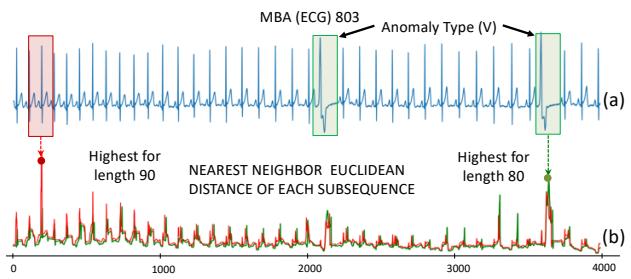 MBA (ECG) 803
Anomaly Type (V)
(a)
Highest for
length 90
NEAREST NEIGHBOR EUCLIDEAN
DISTANCE OF EACH SUBSEQUENCE
Highest for
length 80
(b)
0 1000 2000 3000 4000